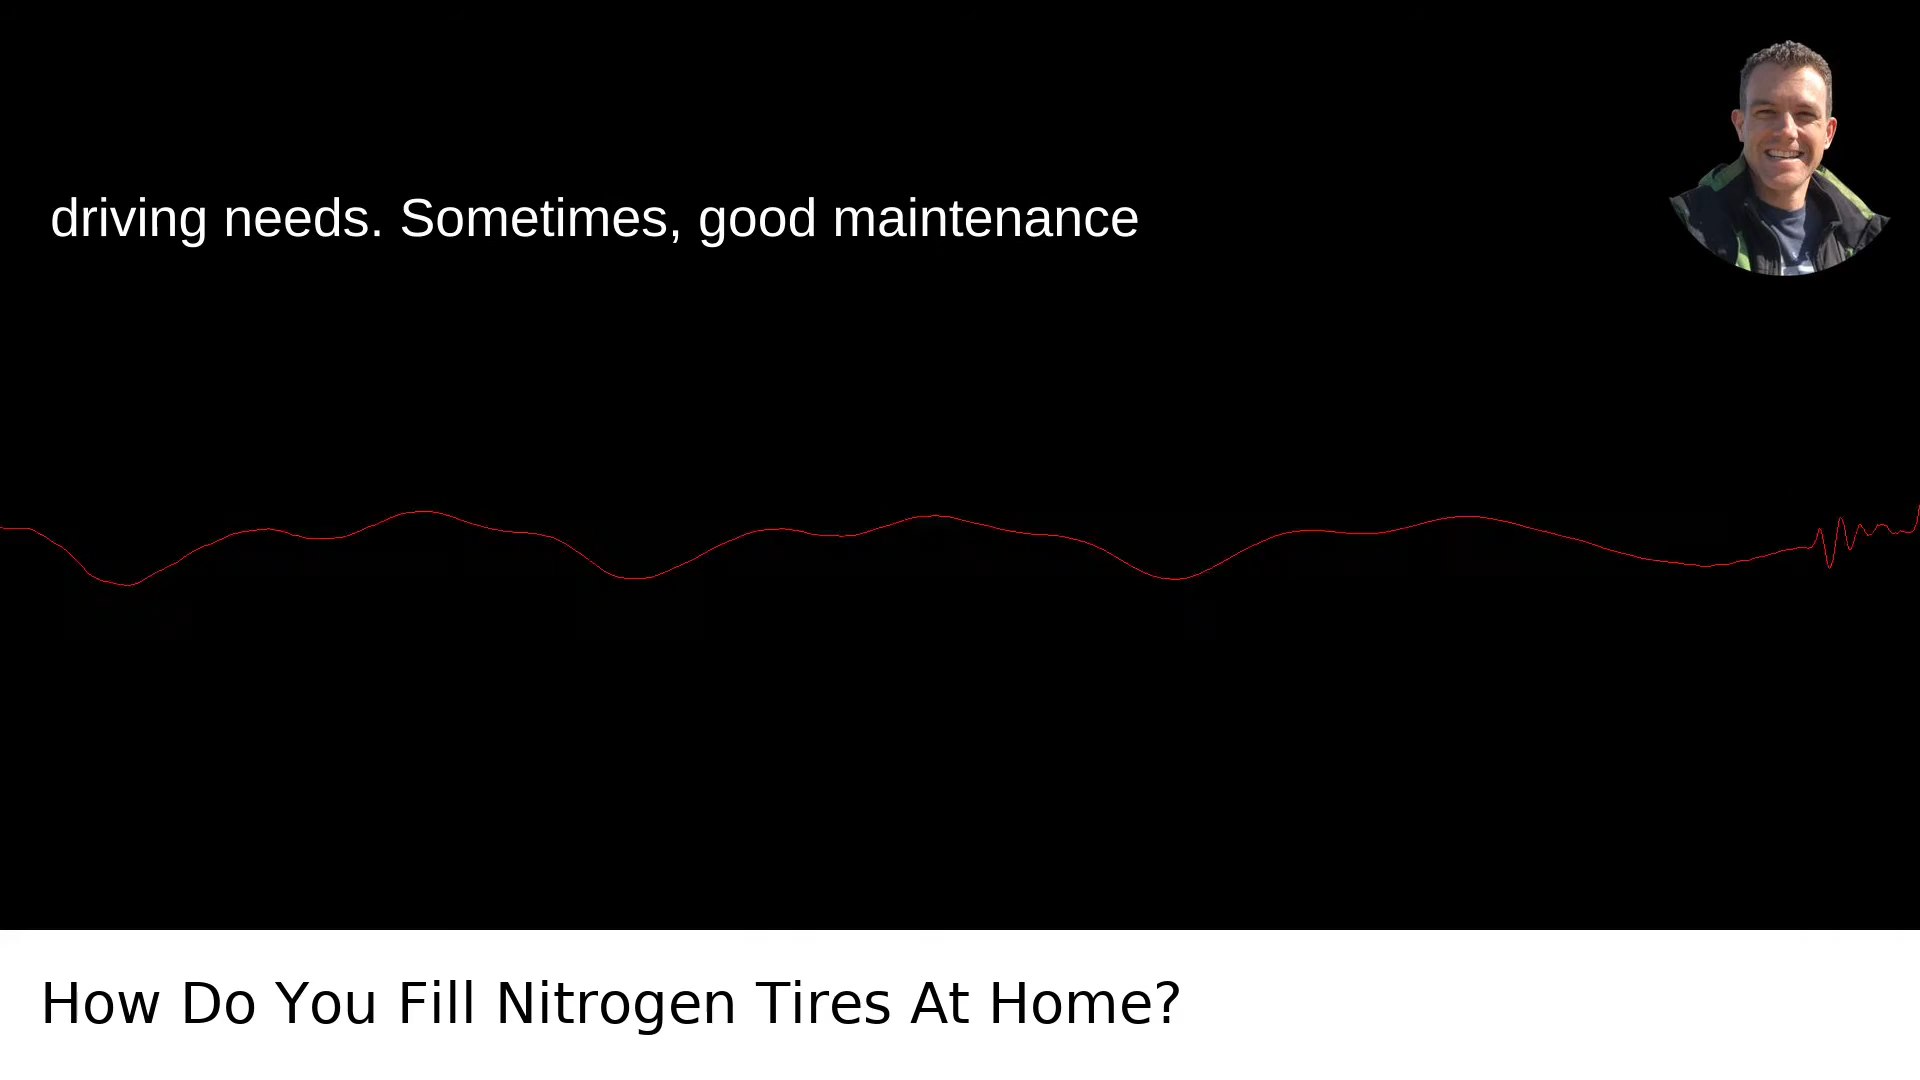 driving needs. Sometimes, good maintenance
How Do You Fill Nitrogen Tires At Home?